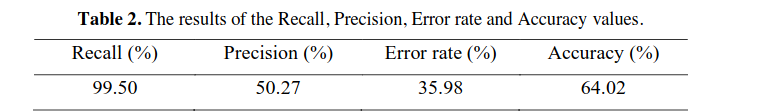 Table 2. The results of the Recall, Precision, Error rate and Accuracy values.
Recall (%) Precision (%) Error rate (%) Accuracy (%)
99.50 50.27 35.98 64.02